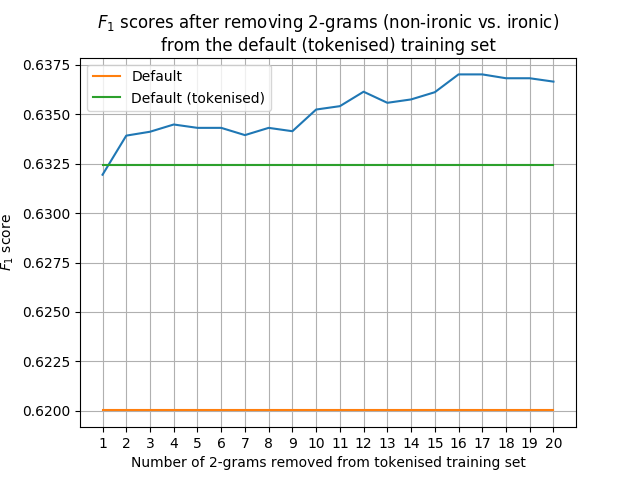 F1 scores after removing 2-grams (non-ironic vs. ironic)
from the default (tokenised) training set
0.6375
0.6350
0.6325
0.6300
0.6275
0.6250
0.6225
0.6200
F1 score
Default
Default (tokenised)
1 2 3 4 5 6 7 8 9 10 11 12 13 14 15 16 17 18 19 20
Number of 2-grams removed from tokenised training set